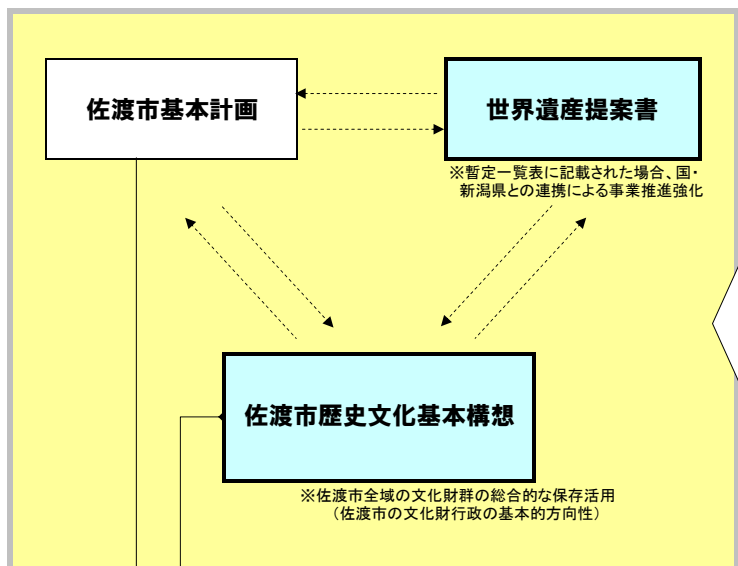 佐渡市基本計画
世界遺産提案書
※暫定一覧表に記載された場合、国・
新潟県との連携による事業推進強化
佐渡市歴史文化基本構想
※佐渡市全域の文化財群の総合的な保存活用
（佐渡市の文化財行政の基本的方向性）